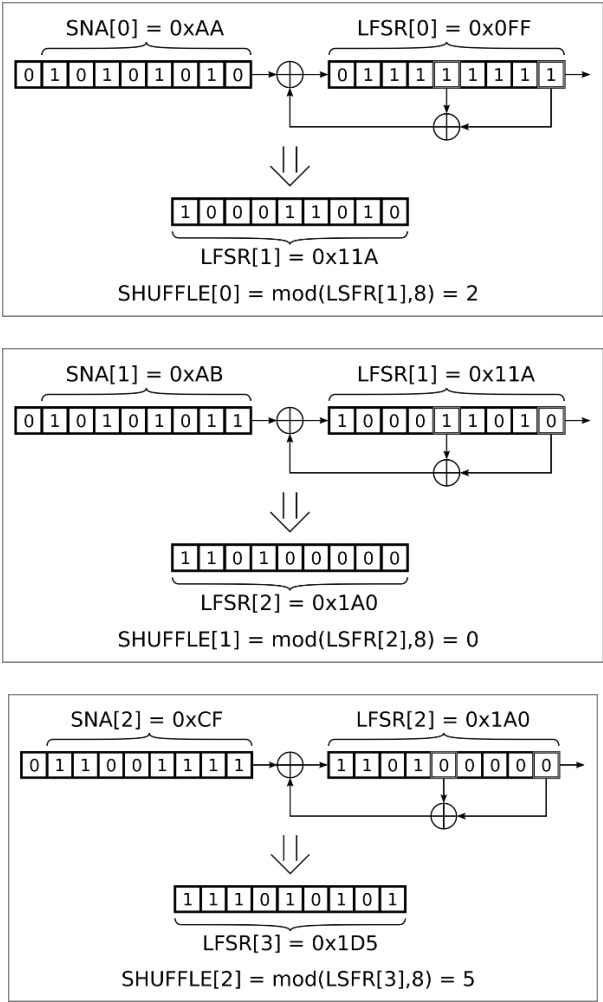 SNA[0] = 0xAA LFSR[0] = 0x0FF
0 1 0 1 0 1 0 1 0 0 1 1 1 1 1 1 1 1
1 0 0 0 1 1 0 1 0
LFSR[1] = 0x11A
SHUFFLE[0] = mod(LSFR[1],8) = 2
SNA[1] = 0xAB LFSR[1] = 0x11A
0 1 0 1 0 1 0 1 1 1 0 0 0 1 1 0 1 0
1 1 0 1 0 0 0 0 0
LFSR[2] = 0x1A0
SHUFFLE[1] = mod(LSFR[2],8) = 0
SNA[2] = 0xCF LFSR[2] = 0x1A0
0 1 1 0 0 1 1 1 1 1 1 0 1 0 0 0 0 0
1 1 1 0 1 0 1 0 1
LFSR[3] = 0x1D5
SHUFFLE[2] = mod(LSFR[3],8) = 5